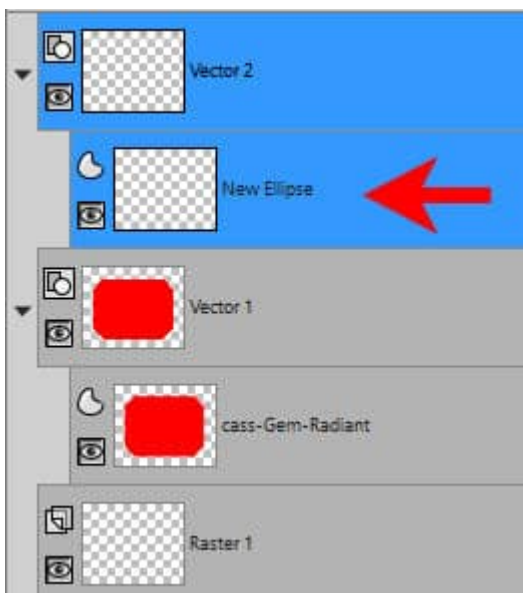 Vector 2
New Ellipse
Vector 1
cass-Gem-Radiant
Raster 1